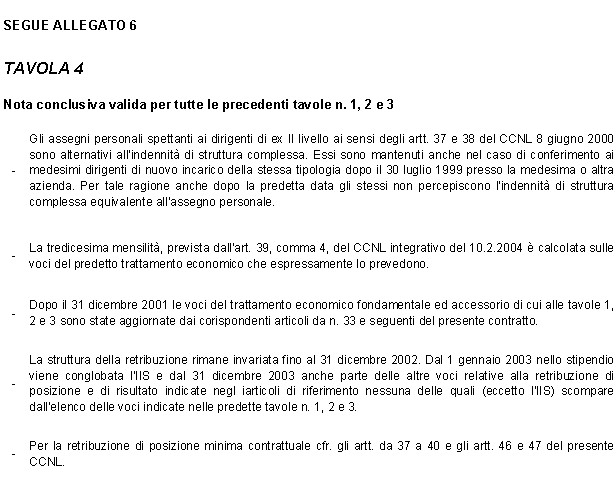 SEGUE ALLEGATO 6
TAVOLA 4
Nota conclusiva valida per tutte le precedenti tavole n. 1, 2 e 3
Gli assegni personali spettanti ai dirigenti di ex II livello ai sensi degli artt. 37 e 38 del CCNL 8 giugno 2000
sono alternativi all'indennità di struttura complessa. Essi sono mantenuti anche nel caso di conferimento ai
- medesimi dirigenti di nuovo incarico della stessa tipologia dopo il 30 luglio 1999 presso la medesima o altra
azienda. Per tale ragione anche dopo la predetta data gli stessi non percepiscono l'indennità di struttura
complessa equivalente all'assegno personale.
- La tredicesima mensilità, prevista dall'art. 39, comma 4, del CCNL integrativo del 10.2.2004 è calcolata sulle
voci del predetto trattamento economico che espressamente lo prevedono.
- Dopo il 31 dicembre 2001 le voci del trattamento economico fondamentale ed accessorio di cui alle tavole 1,
2 e 3 sono state aggiornate dai corispondenti articoli da n. 33 e seguenti del presente contratto.
La struttura della retribuzione rimane invariata fino al 31 dicembre 2002. Dal 1 gennaio 2003 nello stipendio
viene conglobata l'IIS e dal 31 dicembre 2003 anche parte delle altre voci relative alla retribuzione di
- posizione e di risultato indicate negl iarticoli di riferimento nessuna delle quali (eccetto l'IIS) scompare
dall'elenco delle voci indicate nelle predette tavole n. 1, 2 e 3.
- Per la retribuzione di posizione minima contrattuale cfr. gli artt. da 37 a 40 e gli artt. 46 e 47 del presente
CCNL.